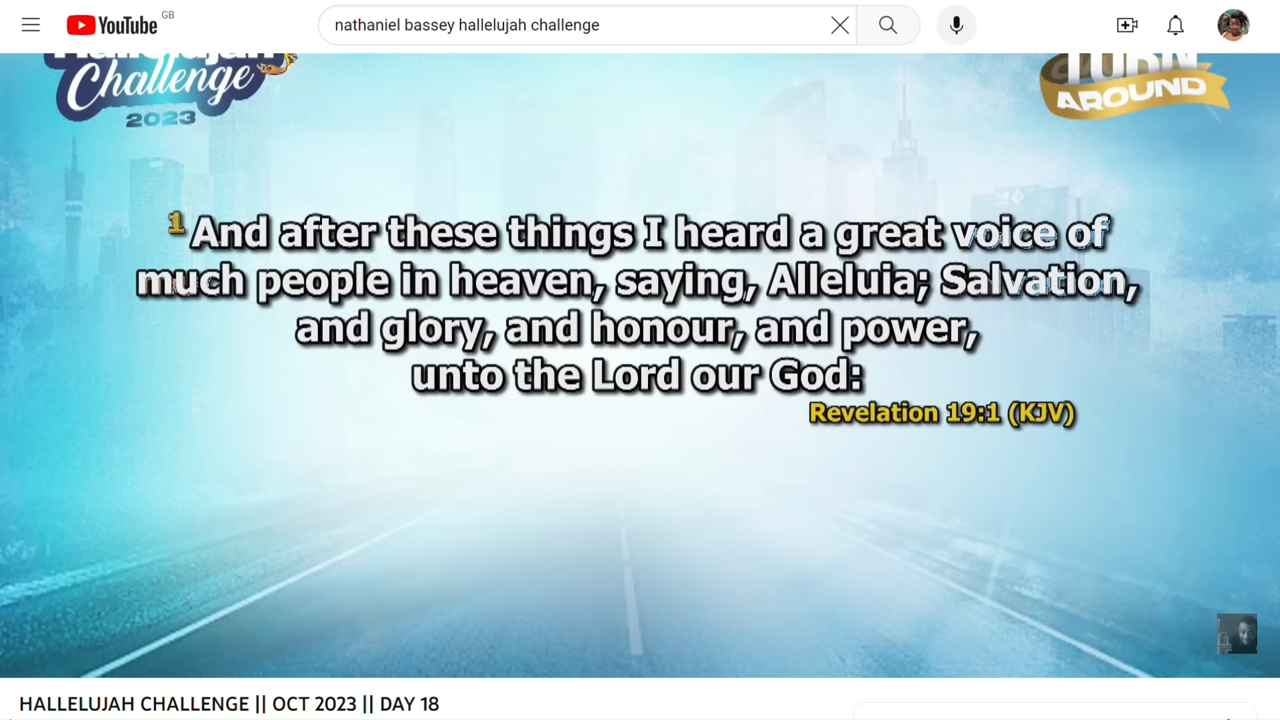 YouTube GB
nathaniel bassey hallelujah challenge
Hallelujah
Challenge
2023
TURN
AROUND
1 And after these things I heard a great voice of
much people in heaven, saying, Alleluia; Salvation,
and glory, and honour, and power,
unto the Lord our God:
Revelation 19:1 (KJV)
HALLELUJAH CHALLENGE || OCT 2023 || DAY 18